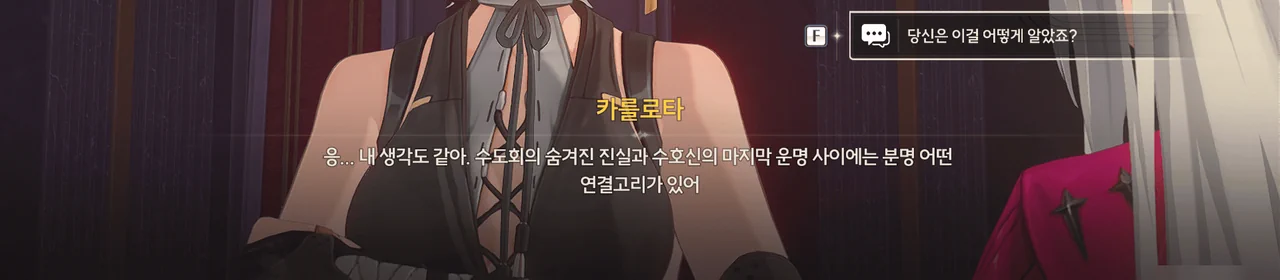 F
당신은 이걸 어떻게 알았죠?
카를로타
응... 내 생각도 같아. 수도회의 숨겨진 진실과 수호신의 마지막 운명 사이에는 분명 어떤
연결고리가 있어